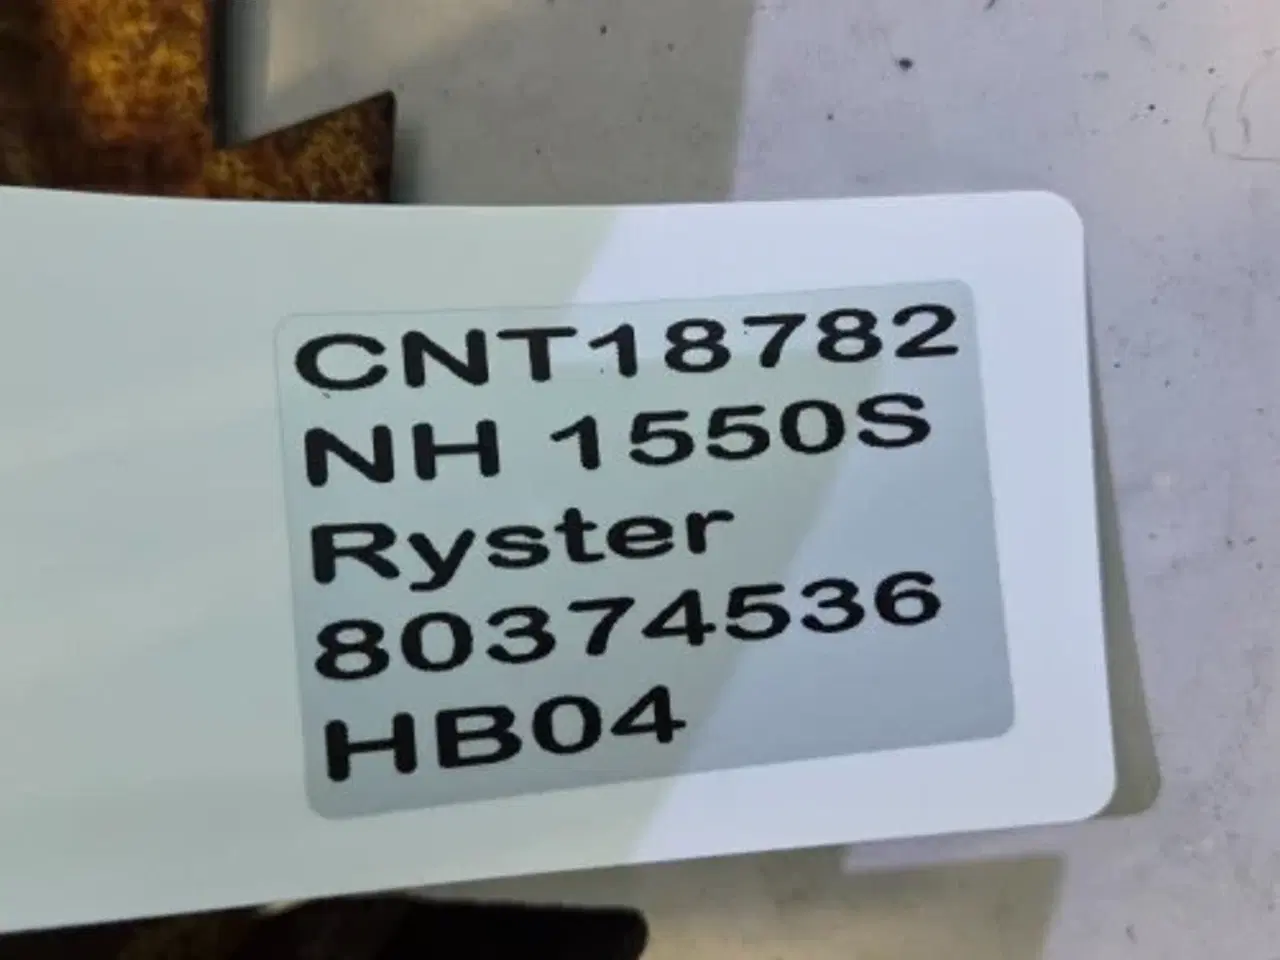 CNT18782
NH 1550S
Ryster
80374536
HB04